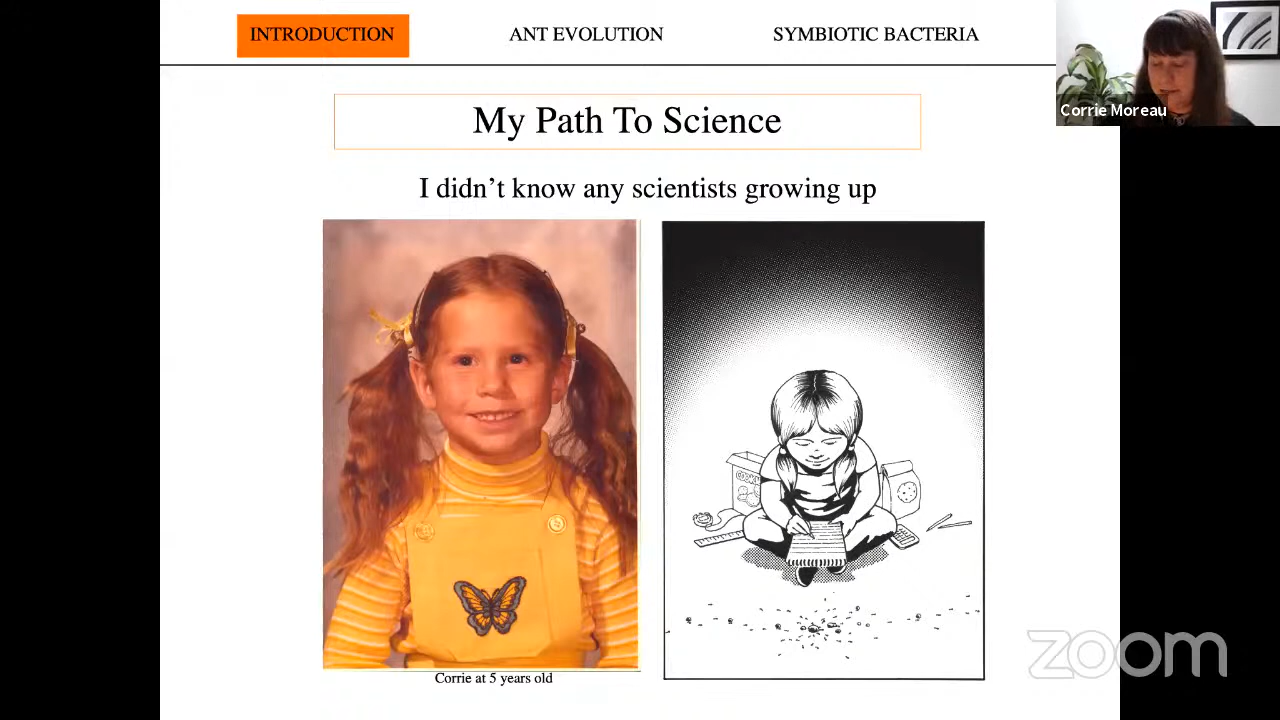 INTRODUCTION
ANT EVOLUTION
SYMBIOTIC BACTERIA
Corrie Moreau
My Path To Science
I didn't know any scientists growing up
Corrie at 5 years old
zoom